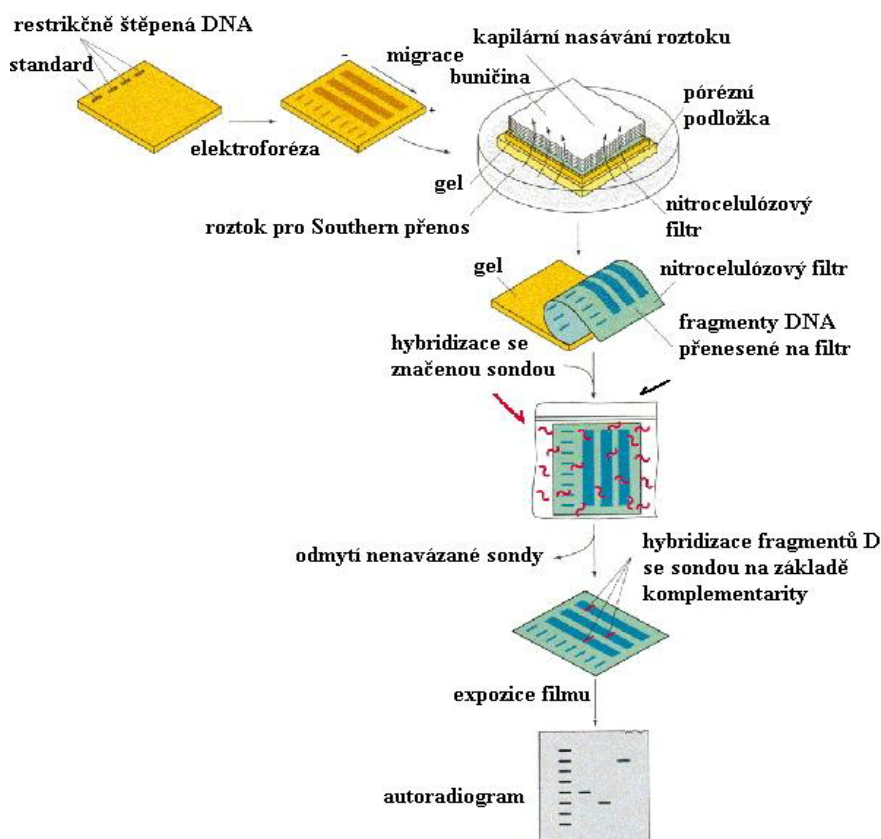 restrikčně štěpená DNA
standard
elektroforéza
-
migrace
+
kapilární nasávání roztoku
buničina
pórézní
podložka
gel
roztok pro Southern přenos
nitrocelulózový
filtr
gel
nitrocelulózový filtr
fragmenty DNA
přenesené na filtr
hybridizace se
značenou sondou
odmytí nenavázané sondy
hybridizace fragmentů D
se sondou na základě
komplementarity
expozice filmu
autoradiogram